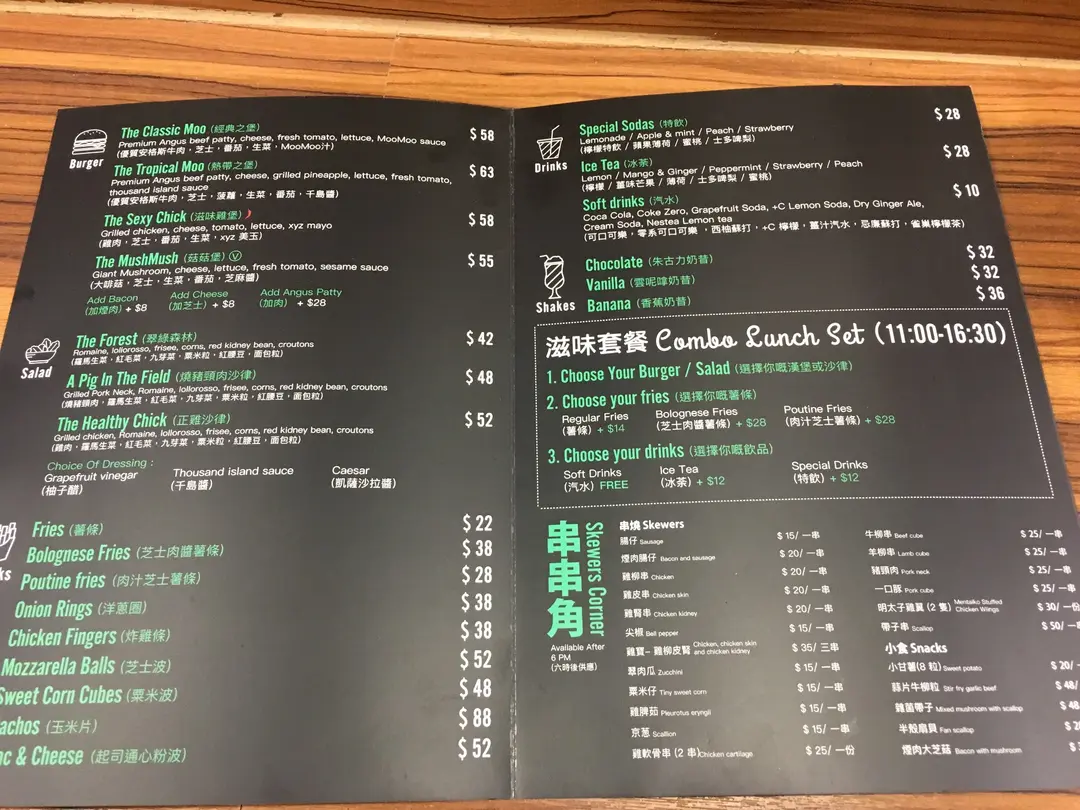 Burger
The Classic Moo (經典之堡) $ 58
Premium Angus beef patty, cheese, fresh tomato, lettuce, MooMoo sauce
(優質安格斯牛肉，芝士，番茄，生菜，MooMoo汁)
The Tropical Moo (熱帶之堡) $ 63
Premium Angus beef patty, cheese, grilled pineapple, lettuce, fresh tomato,
thousand island sauce
(優質安格斯牛肉，芝士，菠蘿，生菜，番茄，千島醬)
The Sexy Chick (滋味雞堡) $ 58
Grilled chicken, cheese, tomato, lettuce, xyz mayo
(雞肉，芝士，番茄，生菜，xyz 美玉)
The MushMush (菇菇堡) Ⓥ $ 55
Giant Mushroom, cheese, lettuce, fresh tomato, sesame sauce
(大啡菇，芝士，生菜，番茄，芝麻醬)
Add Bacon Add Cheese Add Angus Patty
(加煙肉) + $8 (加芝士) + $8 (加肉) + $28
Salad
The Forest (翠綠森林) $ 42
Romaine, lollorosso, frisee, corns, red kidney bean, croutons
(羅馬生菜，紅毛菜，九芽菜，粟米粒，紅腰豆，面包粒)
A Pig In The Field (燒豬頸肉沙律) $ 48
Grilled Pork Neck, Romaine, lollorosso, frisee, corns, red kidney bean, croutons
(燒豬頸肉，羅馬生菜，紅毛菜，九芽菜，粟米粒，紅腰豆，面包粒)
The Healthy Chick (正雞沙律) $ 52
Grilled chicken, Romaine, lollorosso, frisee, corns, red kidney bean, croutons
(雞肉，羅馬生菜，紅毛菜，九芽菜，粟米粒，紅腰豆，面包粒)
Choice Of Dressing :
Grapefruit vinegar Thousand island sauce Caesar
(柚子醋) (千島醬) (凱薩沙拉醬)
Fries (薯條) $ 22
Bolognese Fries (芝士肉醬薯條) $ 38
Poutine fries (肉汁芝士薯條) $ 28
Onion Rings (洋蔥圈) $ 38
Chicken Fingers (炸雞條) $ 38
Mozzarella Balls (芝士波) $ 52
Sweet Corn Cubes (粟米波) $ 48
achos (玉米片) $ 88
& Cheese (起司通心粉波) $ 52
Drinks
Special Sodas (特飲) $ 28
Lemonade / Apple & mint / Peach / Strawberry
(檸檬特飲 / 蘋果薄荷 / 蜜桃 / 士多啤梨)
Ice Tea (冰茶) $ 28
Lemon / Mango & Ginger / Peppermint / Strawberry / Peach
(檸檬 / 薑味芒果 / 薄荷 / 士多啤梨 / 蜜桃)
Soft drinks (汽水) $ 10
Coca Cola, Coke Zero, Grapefruit Soda, +C Lemon Soda, Dry Ginger Ale,
Cream Soda, Nestea Lemon tea
(可口可樂，零系可口可樂 ，西柚蘇打，+C 檸檬，薑汁汽水，忌廉蘇打，雀巢檸檬茶)
Shakes
Chocolate (朱古力奶昔) $ 32
Vanilla (雲呢嗱奶昔) $ 32
Banana (香蕉奶昔) $ 36
滋味套餐 Combo Lunch Set (11:00-16:30)
1. Choose Your Burger / Salad (選擇你嘅漢堡或沙律)
2. Choose your fries (選擇你嘅薯條)
Regular Fries Bolognese Fries Poutine Fries
(薯條) + $14 (芝士肉醬薯條) + $28 (肉汁芝士薯條) + $28
3. Choose your drinks (選擇你嘅飲品)
Soft Drinks Ice Tea Special Drinks
(汽水) FREE (冰茶) + $12 (特飲) + $12
串串角
Skewers Corner
Available After
6 PM
(六時後供應)
串燒 Skewers
腸仔 Sausage $ 15/ 一串
煙肉腸仔 Bacon and sausage $ 20/ 一串
雞柳串 Chicken $ 20/ 一串
雞皮串 Chicken skin $ 20/ 一串
雞腎串 Chicken kidney $ 20/ 一串
尖椒 Bell pepper $ 15/ 一串
雞寶– 雞柳皮腎 Chicken, chicken skin and chicken kidney $ 35/ 三串
翠肉瓜 Zucchini $ 15/ 一串
粟米仔 Tiny sweet corn $ 15/ 一串
雞脾菇 Pleurotus eryngii $ 15/ 一串
京葱 Scallion $ 15/ 一串
雞軟骨串 (2 串) Chicken cartilage $ 25/ 一份
牛柳串 Beef cube $ 25/ 一串
羊柳串 Lamb cube $ 25/ 一串
豬頸肉 Pork neck $ 25/ 一串
一口豚 Pork cube $ 25/ 一串
明太子雞翼 (2 隻) Mentaiko Stuffed Chicken Wiings $ 30/ 一份
帶子串 Scallop $ 50/ 一
小食 Snacks
小甘薯(8 粒) Sweet potato $ 20/
蒜片牛柳粒 Stir fry garlic beef $ 48/
雜菌帶子 Mixed mushroom with scallop $ 48
半殼扇貝 Fan scallop
煙肉大芝菇 Bacon with mushroom